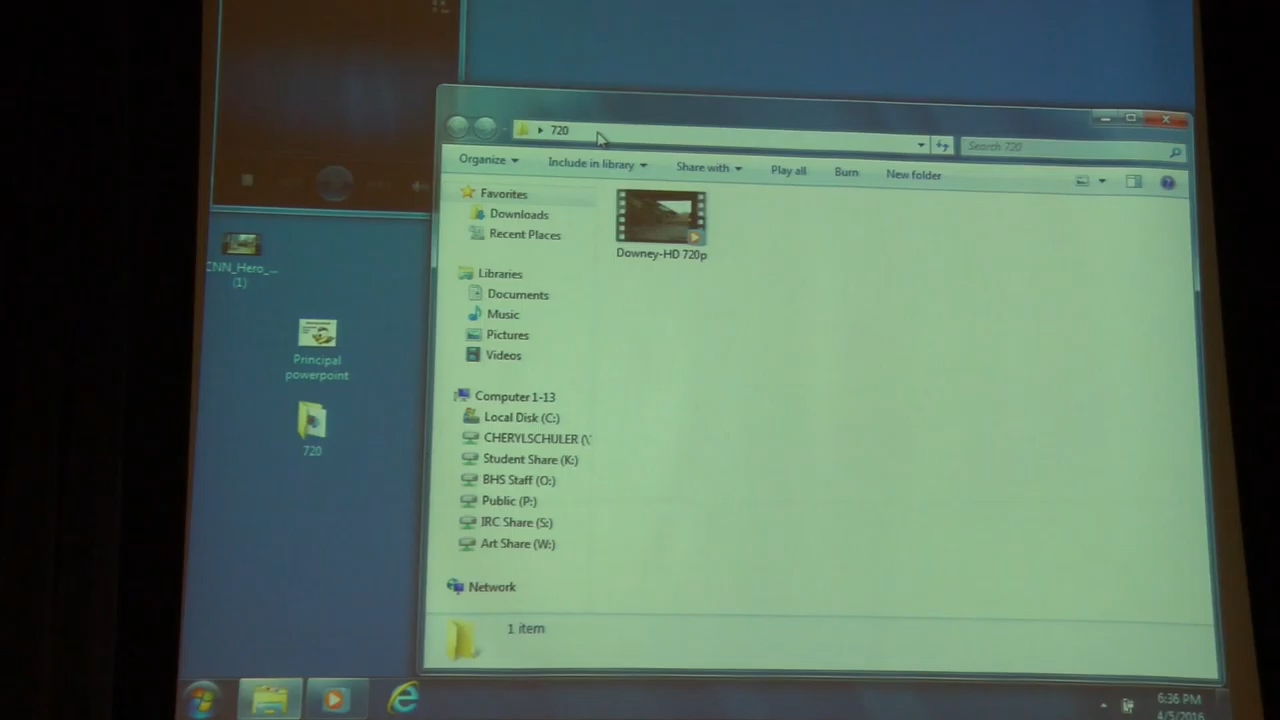 720
Search 720
Organize
Include in library
Share with
Play all
Burn
New folder
Favorites
Downloads
Recent Places
Libraries
Documents
Music
Pictures
Videos
Computer 1-13
Local Disk (C:)
CHERYLSCHULER (\
Student Share (K:)
BHS Staff (O:)
Public (P:)
IRC Share (S:)
Art Share (W:)
Network
Downey-HD 720p
1 item
CNN_Hero_...
(1)
Principal
powerpoint
720
6:36 PM
4/5/2016